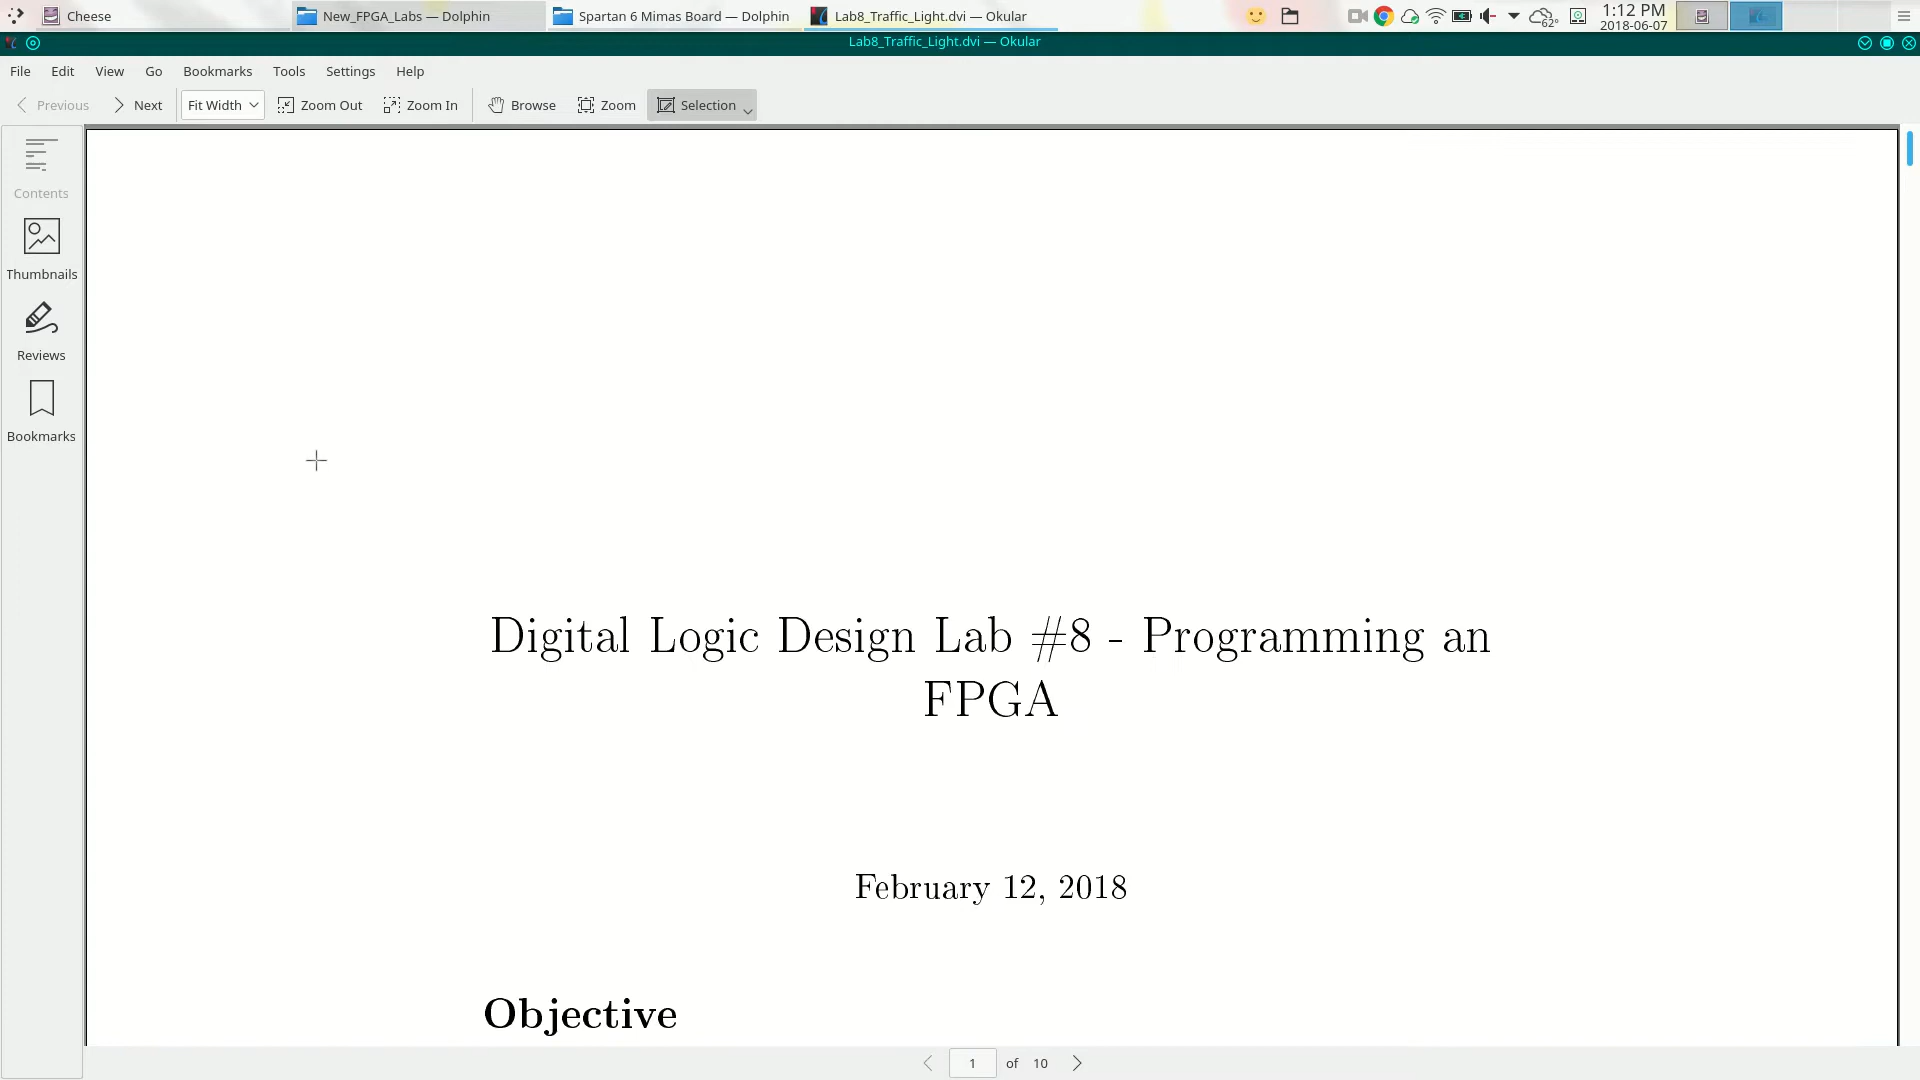 Cheese
New_FPGA_Labs — Dolphin
Spartan 6 Mimas Board — Dolphin
Lab8_Traffic_Light.dvi — Okular
62°
1:12 PM
2018-06-07
Lab8_Traffic_Light.dvi — Okular
File Edit View Go Bookmarks Tools Settings Help
Previous Next Fit Width Zoom Out Zoom In Browse Zoom Selection
Contents
Thumbnails
Reviews
Bookmarks
Digital Logic Design Lab #8 - Programming an
FPGA
February 12, 2018
Objective
1 of 10